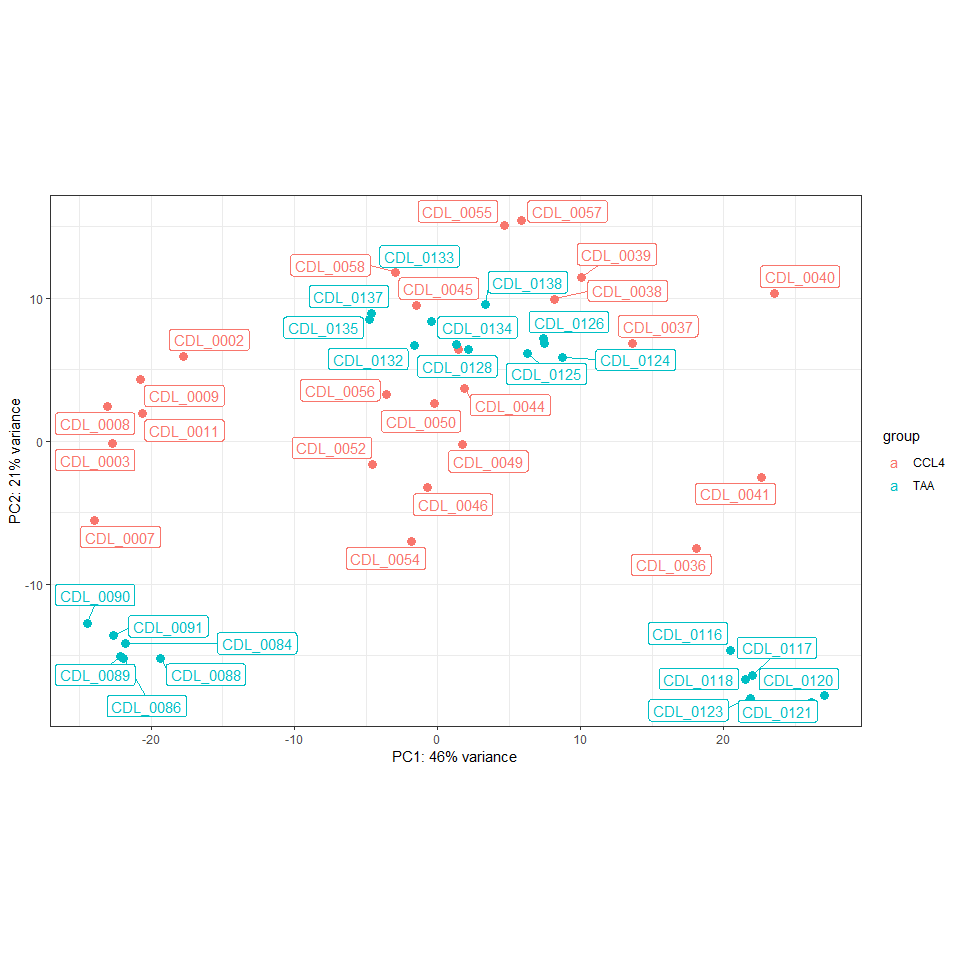 CDL_0055
CDL_0057
CDL_0133
CDL_0039
CDL_0058
CDL_0040
CDL_0138
CDL_0045
CDL_0038
CDL_0137
10
CDL_0126
CDL_0135
CDL_0134
CDL_0037
CDL_0002
CDL_0132
CDL_0124
CDL_0128
CDL_0125
CDL_0056
CDL_0009
CDL_0044
CDL_0008
CDL_0050
CDL_0011
group
0
CDL_0052
CDL_0003
CDL_0049
a CCL4
a TAA
CDL_0041
CDL_0046
PC2: 21% variance
CDL_0007
CDL_0054
CDL_0036
-10
CDL_0090
CDL_0091
CDL_0116
CDL_0084
CDL_0117
CDL_0089
CDL_0088
CDL_0118
CDL_0120
CDL_0086
CDL_0123
CDL_0121
-20
-10
0
10
20
PC1: 46% variance